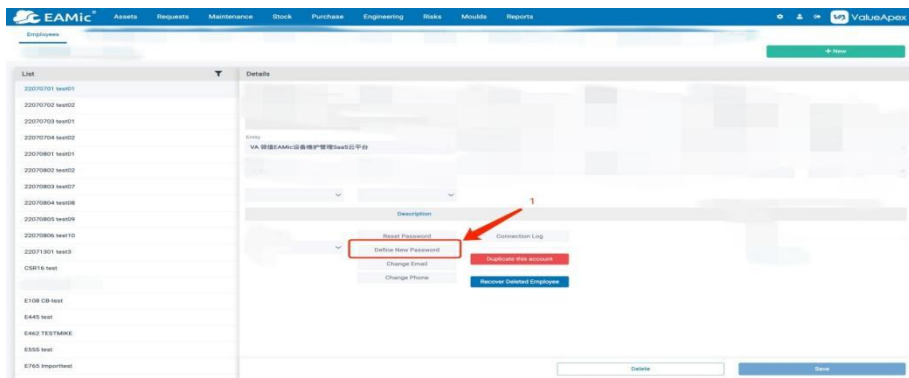 EAMic® Assets Requests Maintenance Stock Purchase Engineering Risks Moulds Reports ValueApex
Employees
+ New
List Details
22070701 test01
22070702 test02
22070703 test01
22070704 test02
Entity
VA 领值EAMic设备维护管理SaaS云平台
22070801 test01
22070802 test02
22070803 test07
22070804 test08
1
22070805 test09
Description
22070806 test10
Reset Password Connection Log
22071301 test3
Define New Password
Duplicate this account
CSR16 test
Change Email
Change Phone
Recover Deleted Employee
E108 CB-test
E445 test
E462 TESTMIKE
E555 test
E765 Importtest
Delete Save